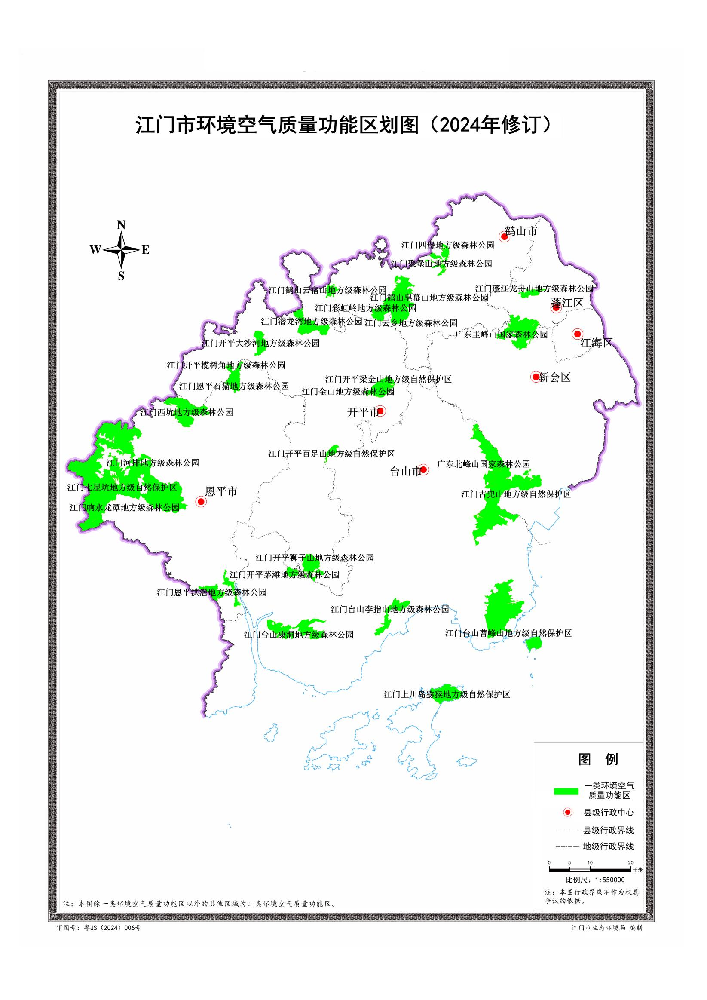 江门市环境空气质量功能区划图（2024年修订）
N
W
E
S
鹤山市
江门四堡地方级森林公园
江门聚堡山地方级森林公园
江门鹤山云宿山地方级森林公园
江门蓬江龙舟山地方级森林公园
江门鹤山皂幕山地方级森林公园
蓬江区
江门彩虹岭地方级森林公园
江门潜龙湾地方级森林公园
江门云乡地方级森林公园
广东圭峰山国家森林公园
江海区
江门开平大沙河地方级森林公园
江门开平榄树角地方级森林公园
新会区
江门开平梁金山地方级自然保护区
江门恩平石猫地方级森林公园
江门金山地方级森林公园
江门西坑地方级森林公园
开平市
江门开平百足山地方级自然保护区
江门河排地方级森林公园
广东北峰山国家森林公园
台山市
江门七星坑地方级自然保护区
恩平市
江门古兜山地方级自然保护区
江门响水龙潭地方级森林公园
江门开平狮子山地方级森林公园
江门开平茅滩地方级森林公园
江门恩平洪滘地方级森林公园
江门台山李指山地方级森林公园
江门台山康洞地方级森林公园
江门台山曹峰山地方级自然保护区
江门上川岛猕猴地方级自然保护区
图 例
一类环境空气
质量功能区
县级行政中心
县级行政界线
地级行政界线
0 5 10 20
千米
比例尺：1:550000
注：本图行政界线不作为权属
争议的依据。
注：本图除一类环境空气质量功能区以外的其他区域为二类环境空气质量功能区。
审图号：粤JS（2024）006号
江门市生态环境局 编制